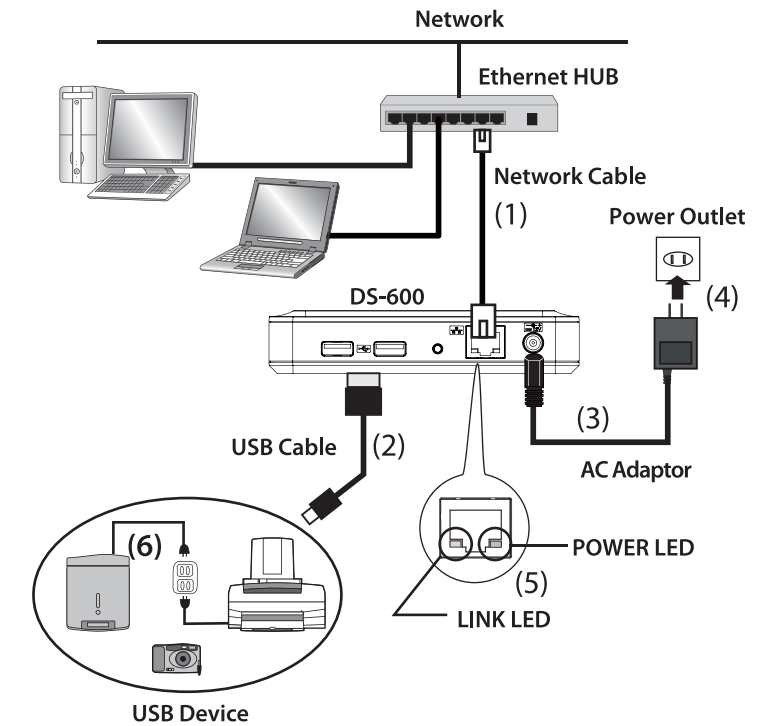 Network
Ethernet HUB
Network Cable
(1)
Power Outlet
(4)
DS-600
(3)
USB Cable
(2)
AC Adaptor
(6)
POWER LED
(5)
LINK LED
USB Device